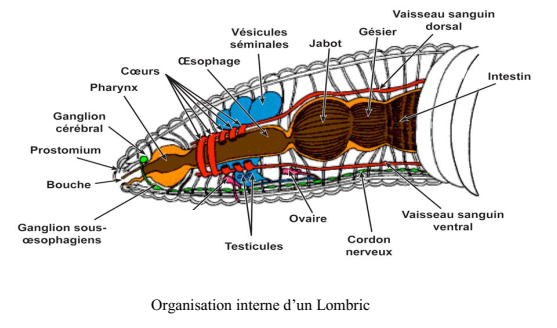 Vaisseau sanguin
dorsal
Vésicules
séminales
Gésier
Jabot
Œsophage
Cœurs
Intestin
Pharynx
Ganglion
cérébral
Prostomium
Bouche
Ganglion sous-
œsophagiens
Testicules
Ovaire
Cordon
nerveux
Vaisseau sanguin
ventral
Organisation interne d’un Lombric